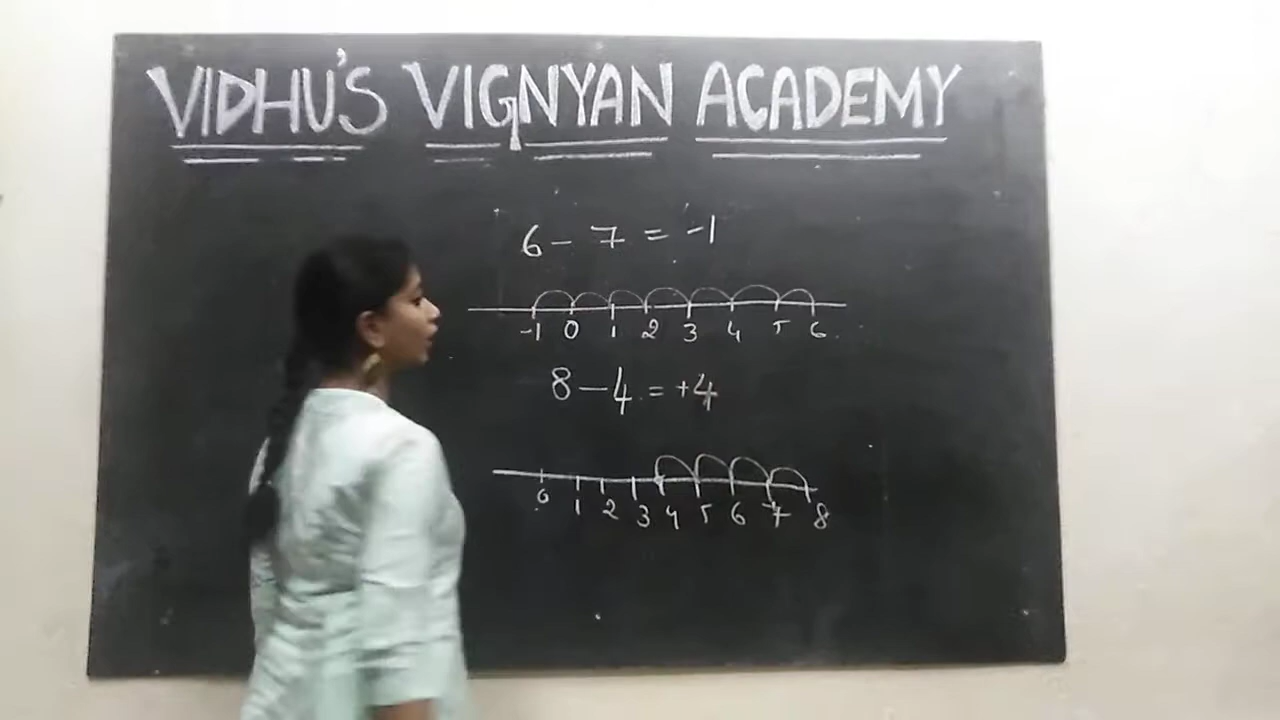 VIDHU'S VIGNYAN ACADEMY
6 - 7 = -1
-1 0 1 2 3 4 5 6
8 - 4 = +4
0 1 2 3 4 5 6 7 8